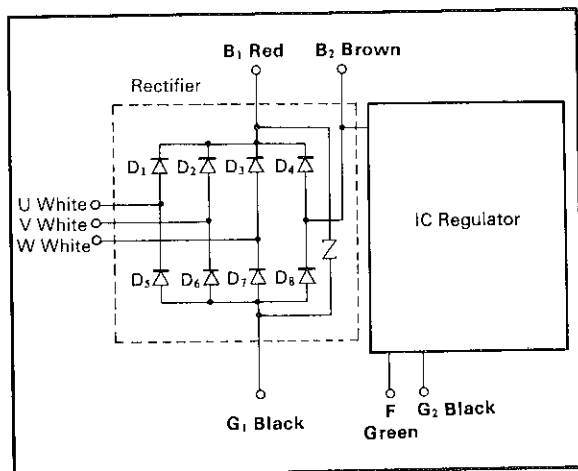 B₁ Red
B₂ Brown
Rectifier
D₁
D₂
D₃
D₄
U White
V White
W White
IC Regulator
D₅
D₆
D₇
D₈
G₁ Black
F
Green
G₂ Black